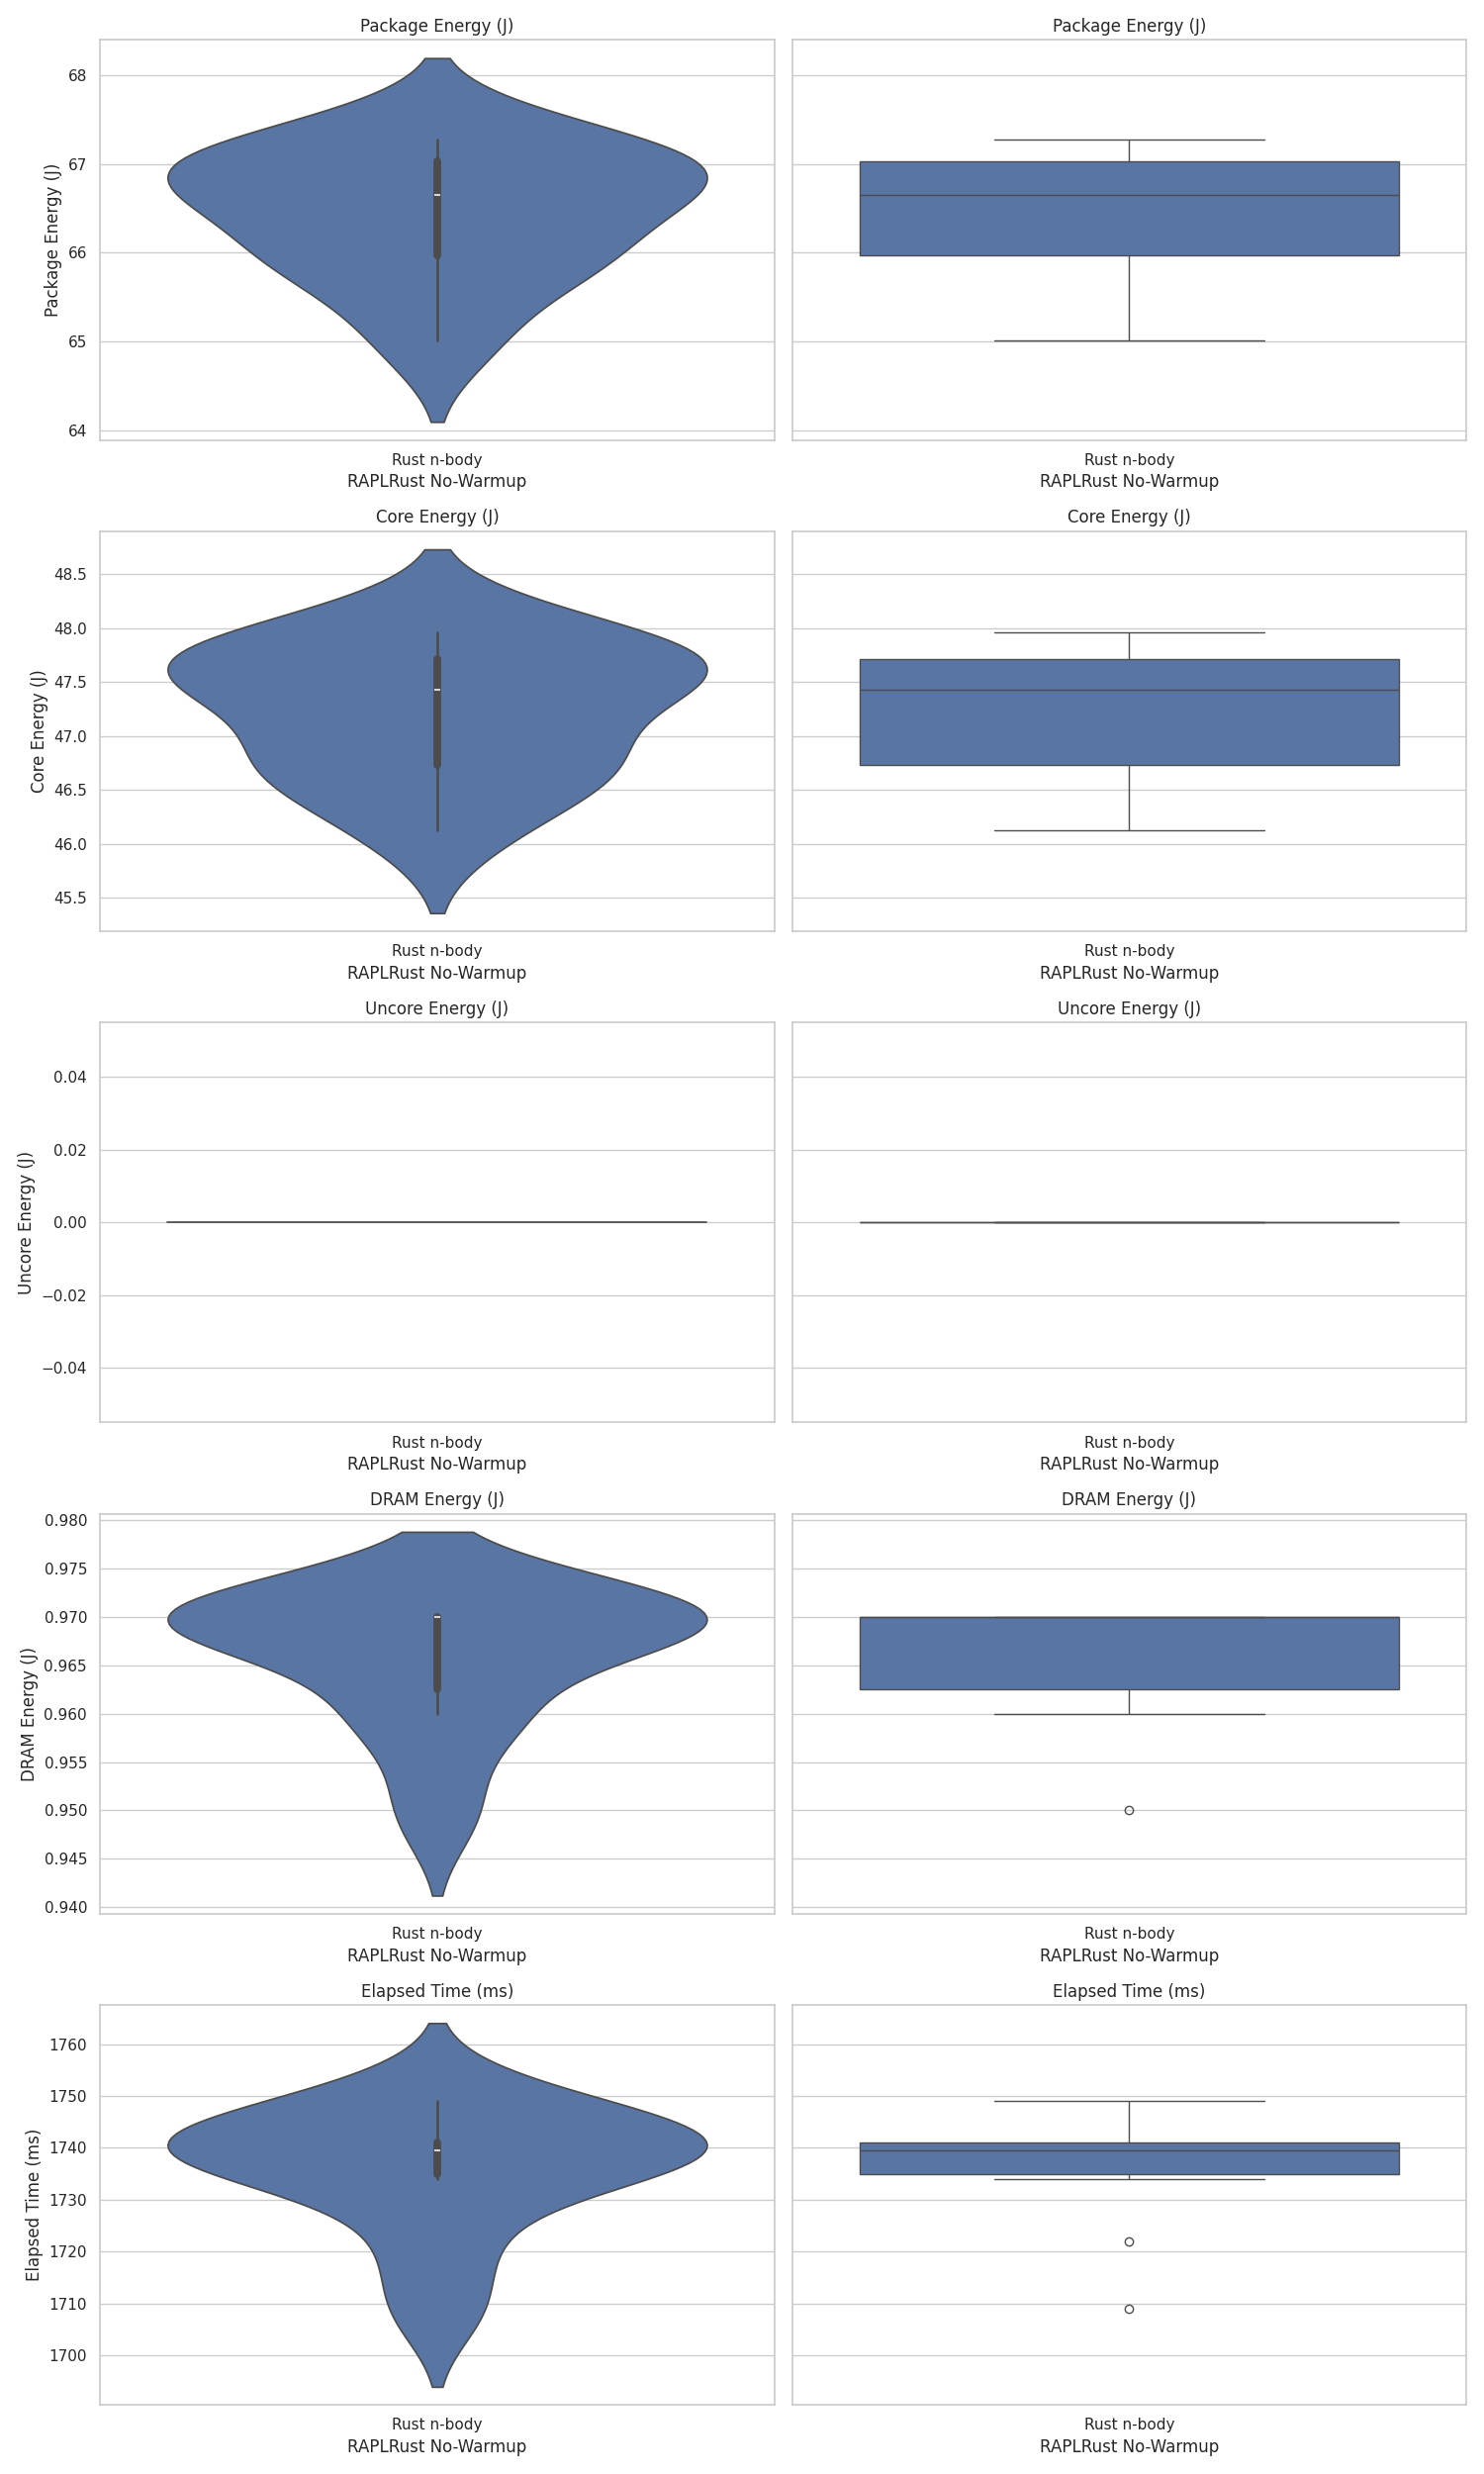 Package Energy (J)
Package Energy (J)
Package Energy (J)
68
67
66
65
64
Rust n-body
RAPLRust No-Warmup
Rust n-body
RAPLRust No-Warmup
Core Energy (J)
Core Energy (J)
Core Energy (J)
48.5
48.0
47.5
47.0
46.5
46.0
45.5
Rust n-body
RAPLRust No-Warmup
Rust n-body
RAPLRust No-Warmup
Uncore Energy (J)
Uncore Energy (J)
Uncore Energy (J)
0.04
0.02
0.00
−0.02
−0.04
Rust n-body
RAPLRust No-Warmup
Rust n-body
RAPLRust No-Warmup
DRAM Energy (J)
DRAM Energy (J)
DRAM Energy (J)
0.980
0.975
0.970
0.965
0.960
0.955
0.950
0.945
0.940
Rust n-body
RAPLRust No-Warmup
Rust n-body
RAPLRust No-Warmup
Elapsed Time (ms)
Elapsed Time (ms)
Elapsed Time (ms)
1760
1750
1740
1730
1720
1710
1700
Rust n-body
RAPLRust No-Warmup
Rust n-body
RAPLRust No-Warmup